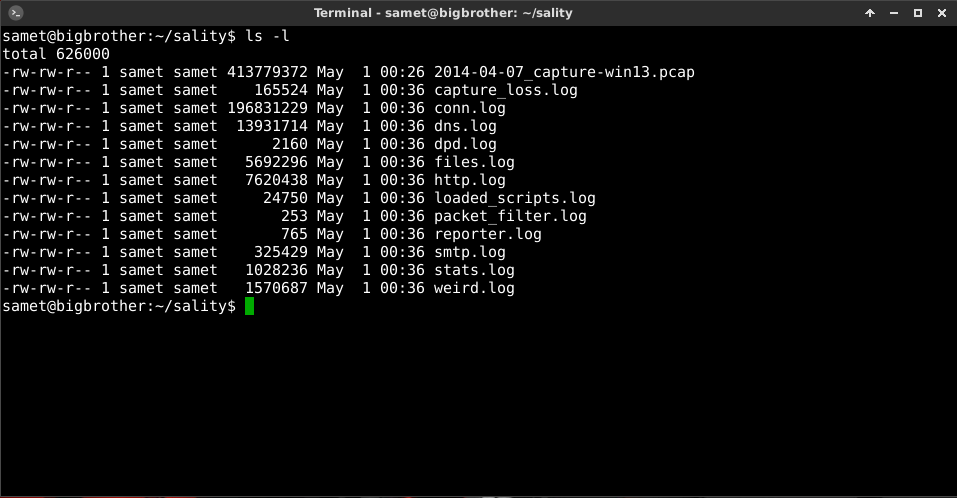 Terminal - samet@bigbrother: ~/sality
samet@bigbrother:~/sality$ ls -l
total 626000
-rw-rw-r-- 1 samet samet 413779372 May  1 00:26 2014-04-07_capture-win13.pcap
-rw-rw-r-- 1 samet samet    165524 May  1 00:36 capture_loss.log
-rw-rw-r-- 1 samet samet 196831229 May  1 00:36 conn.log
-rw-rw-r-- 1 samet samet  13931714 May  1 00:36 dns.log
-rw-rw-r-- 1 samet samet      2160 May  1 00:36 dpd.log
-rw-rw-r-- 1 samet samet   5692296 May  1 00:36 files.log
-rw-rw-r-- 1 samet samet   7620438 May  1 00:36 http.log
-rw-rw-r-- 1 samet samet     24750 May  1 00:36 loaded_scripts.log
-rw-rw-r-- 1 samet samet       253 May  1 00:36 packet_filter.log
-rw-rw-r-- 1 samet samet       765 May  1 00:36 reporter.log
-rw-rw-r-- 1 samet samet    325429 May  1 00:36 smtp.log
-rw-rw-r-- 1 samet samet   1028236 May  1 00:36 stats.log
-rw-rw-r-- 1 samet samet   1570687 May  1 00:36 weird.log
samet@bigbrother:~/sality$